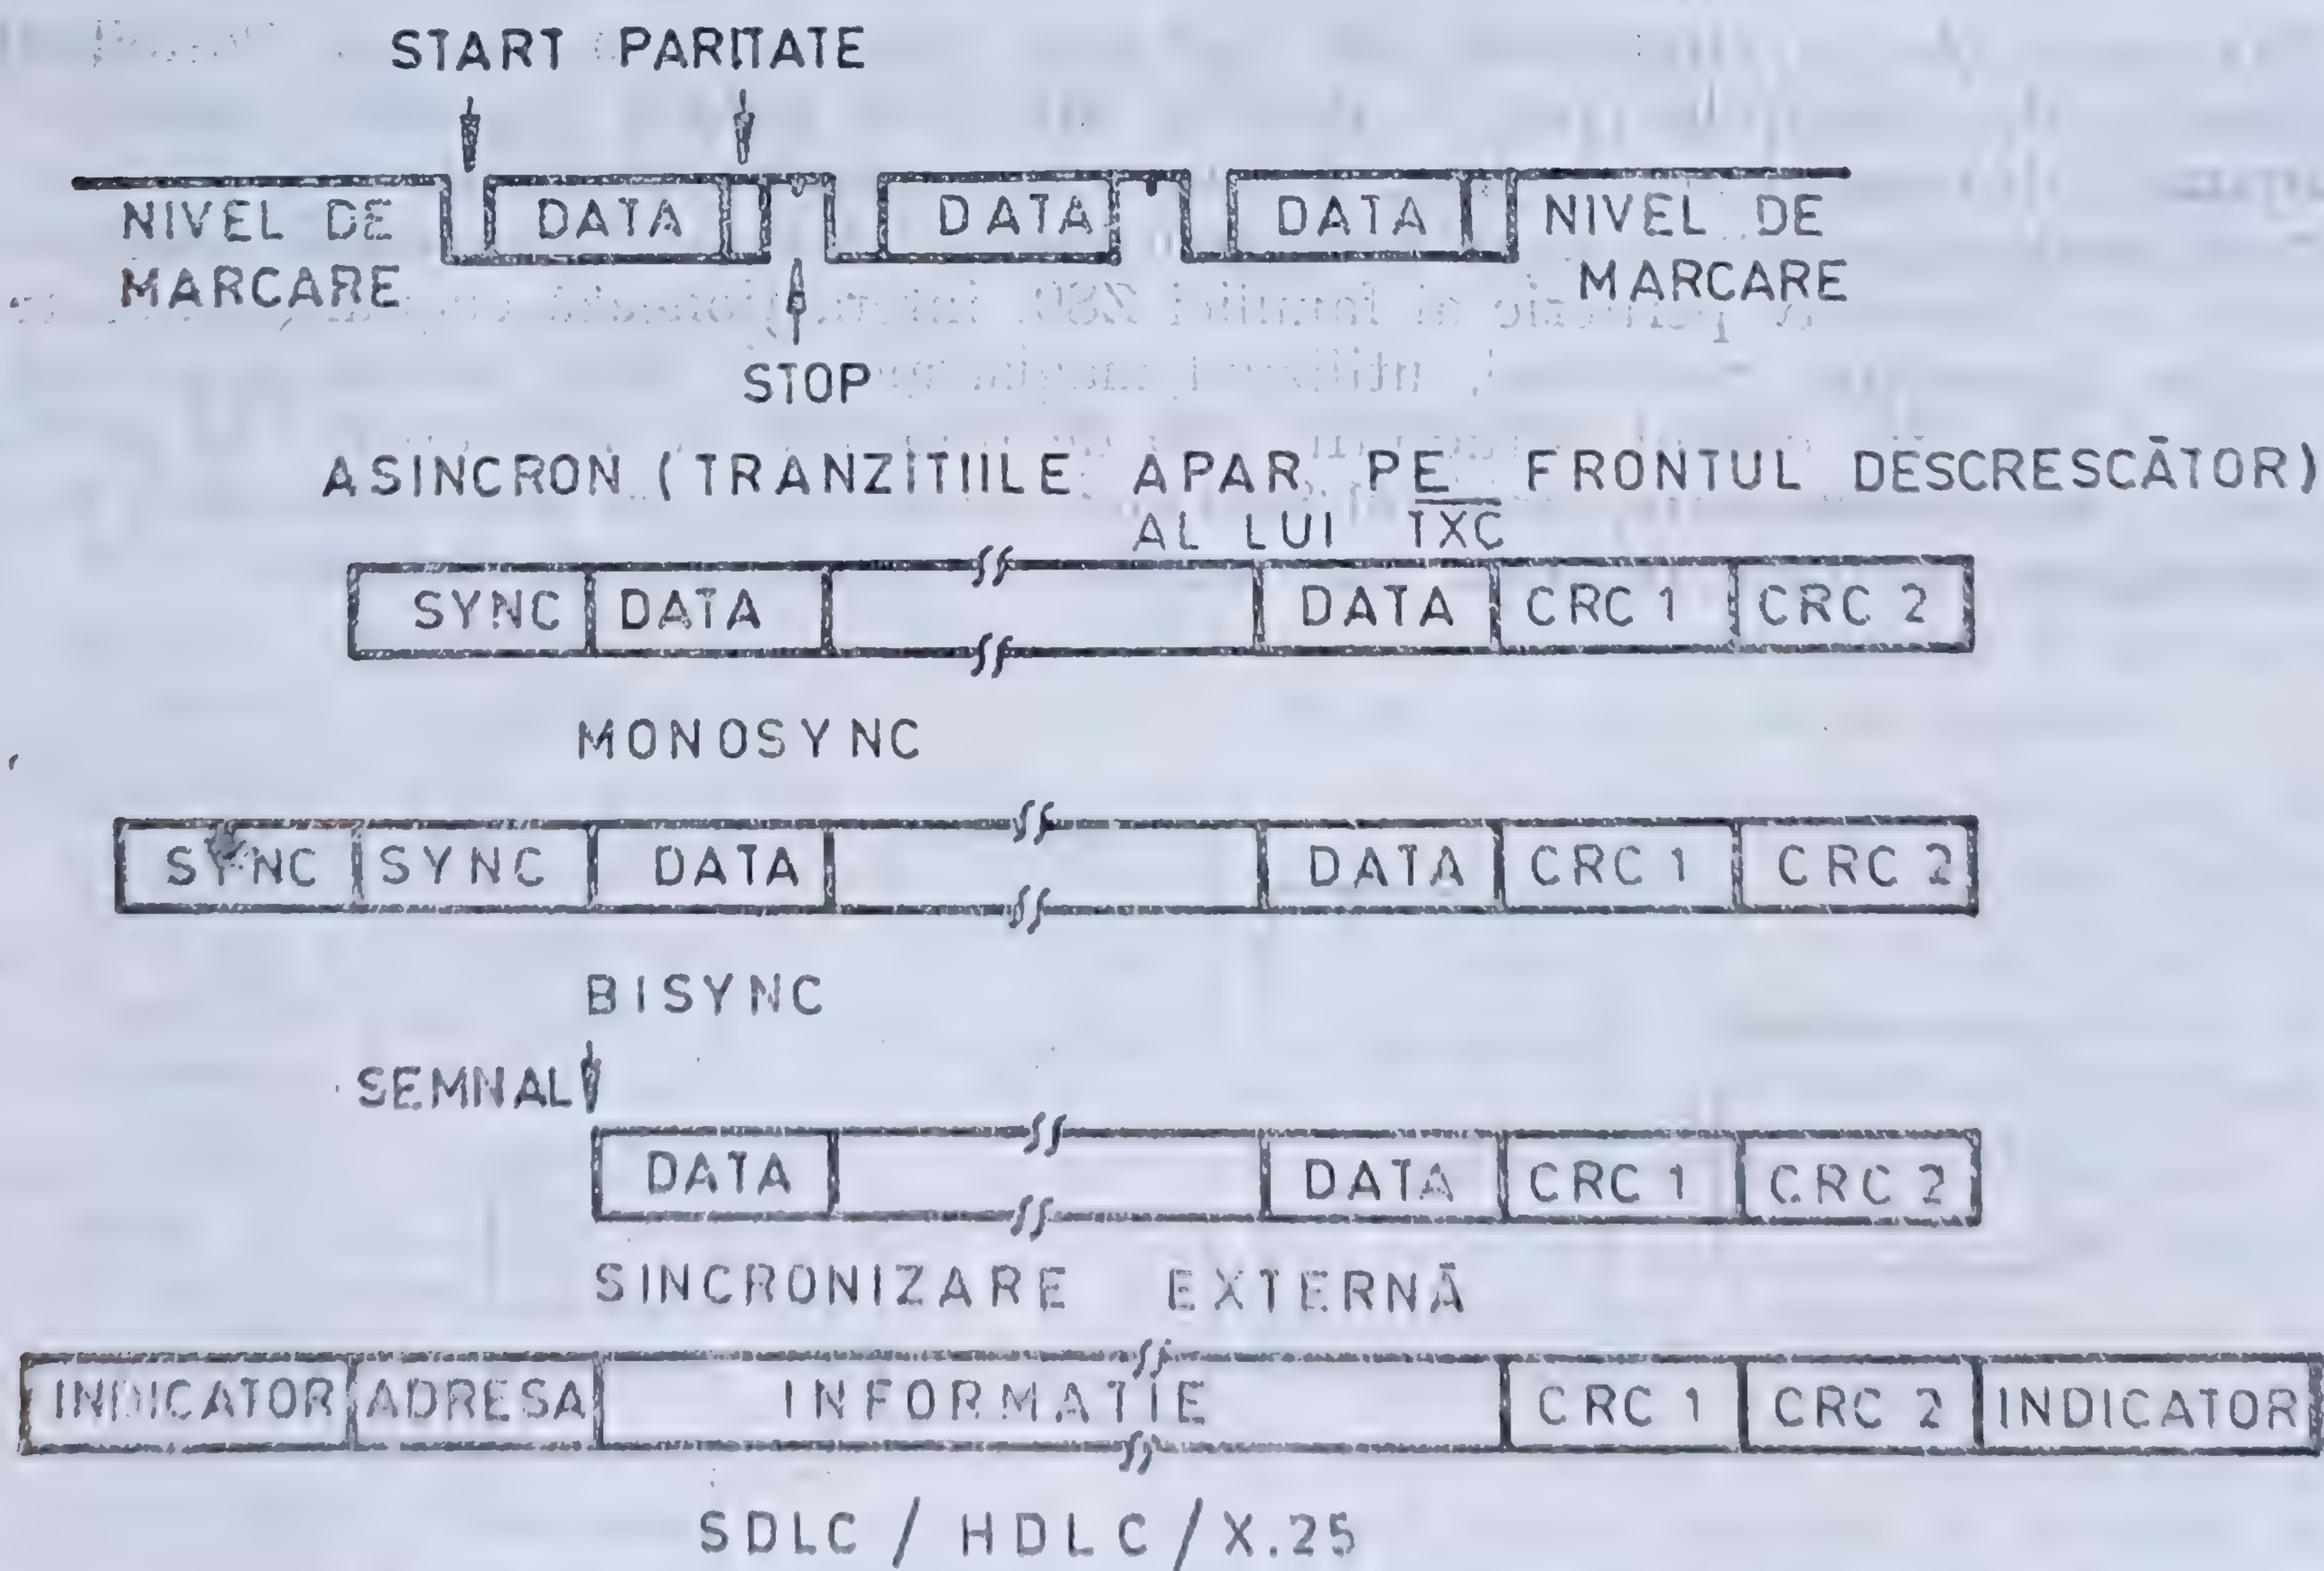 START PARITATE
NIVEL DE MARCARE DATA DATA DATA NIVEL DE MARCARE
STOP
ASINCRON (TRANZITIILE APAR PE FRONTUL DESCRESCĂTOR)
AL LUI TXC
SYNC DATA DATA CRC 1 CRC 2
MONOSYNC
SYNC SYNC DATA DATA CRC 1 CRC 2
BISYNC
SEMNAL
DATA DATA CRC 1 CRC 2
SINCRONIZARE EXTERNĂ
INDICATOR ADRESA INFORMATIE CRC 1 CRC 2 INDICATOR
SDLC / HDLC / X.25